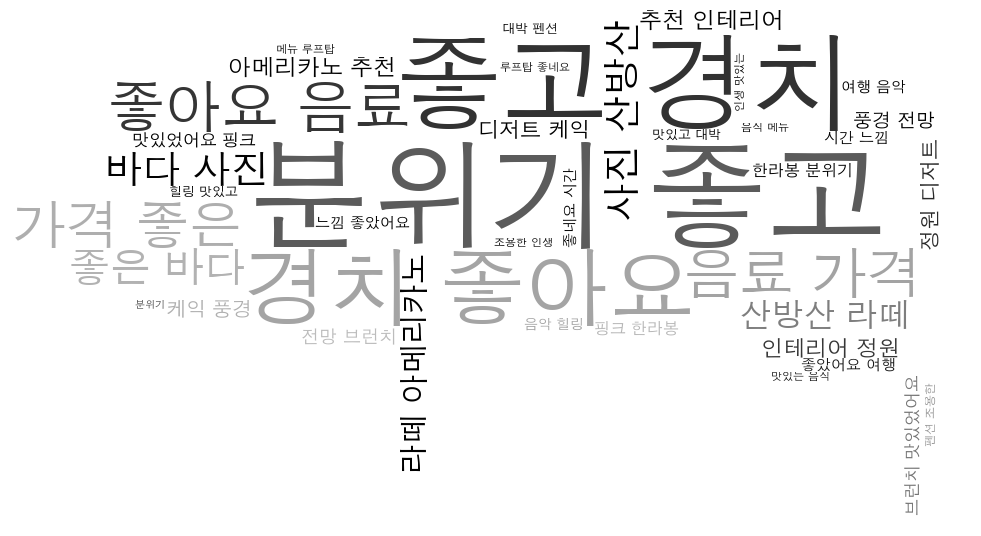 추천 인테리어
대박 펜션
메뉴 루프탑
좋고 경치
아메리카노 추천
루프탑 좋네요
인생 맛있는
여행 음악
좋아요 음료
사진 산방산
풍경 전망
음식 메뉴
디저트 케익
맛있고 대박
시간 느낌
맛있었어요 핑크
바다 사진
분위기 좋고
한라봉 분위기
힐링 맛있고
정원 디저트
좋네요 시간
가격 좋은
느낌 좋았어요
조용한 인생
좋은 바다
경치 좋아요
음료 가격
라떼 아메리카노
분위기
케익 풍경
산방산 라떼
음악 힐링
핑크 한라봉
전망 브런치
인테리어 정원
좋았어요 여행
맛있는 음식
브런치 맛있었어요
펜션 조용한